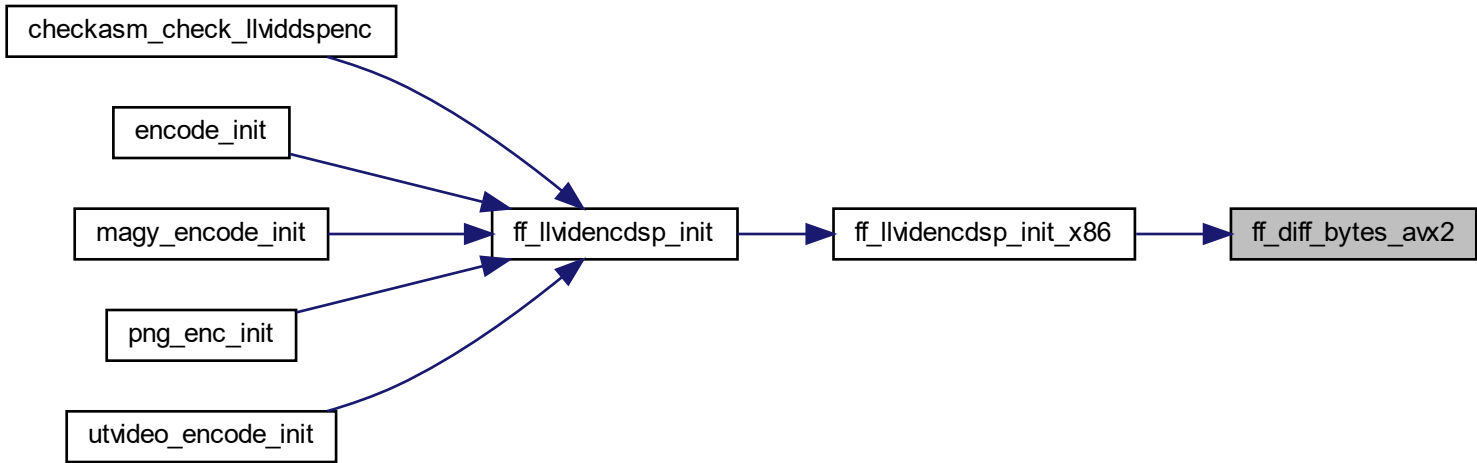 checkasm_check_llviddspenc
encode_init
magy_encode_init
png_enc_init
utvideo_encode_init
ff_llvidencdsp_init
ff_llvidencdsp_init_x86
ff_diff_bytes_avx2